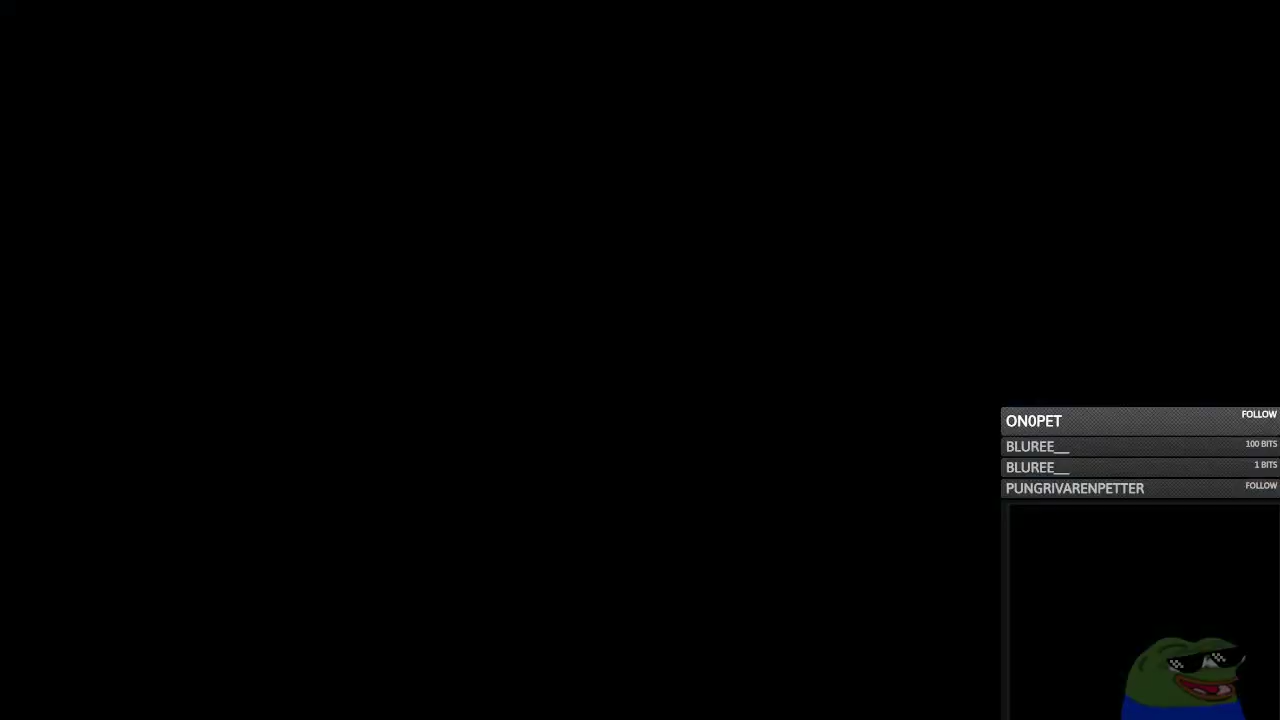 ON0PET FOLLOW
BLUREE__ 100 BITS
BLUREE__ 1 BITS
PUNGRIVARENPETTER FOLLOW